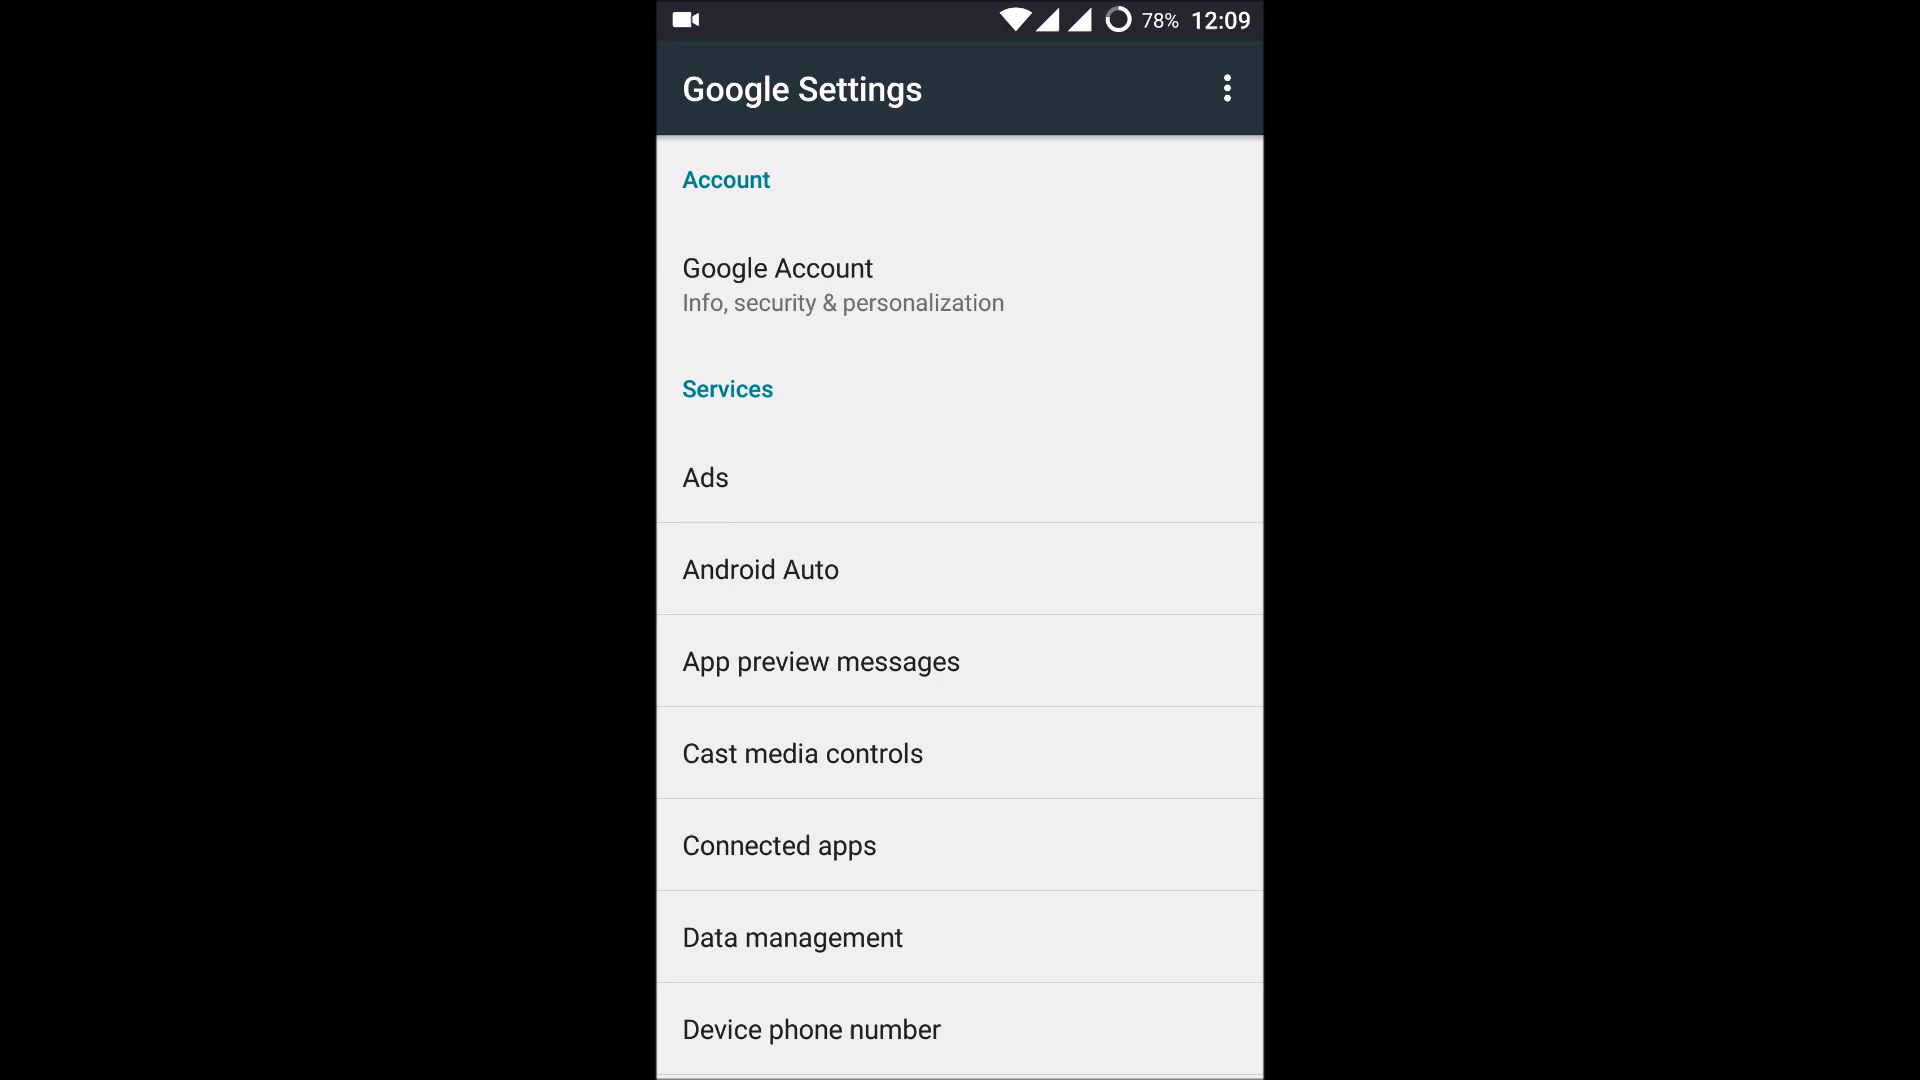 78% 12:09
Google Settings
Account
Google Account
Info, security & personalization
Services
Ads
Android Auto
App preview messages
Cast media controls
Connected apps
Data management
Device phone number